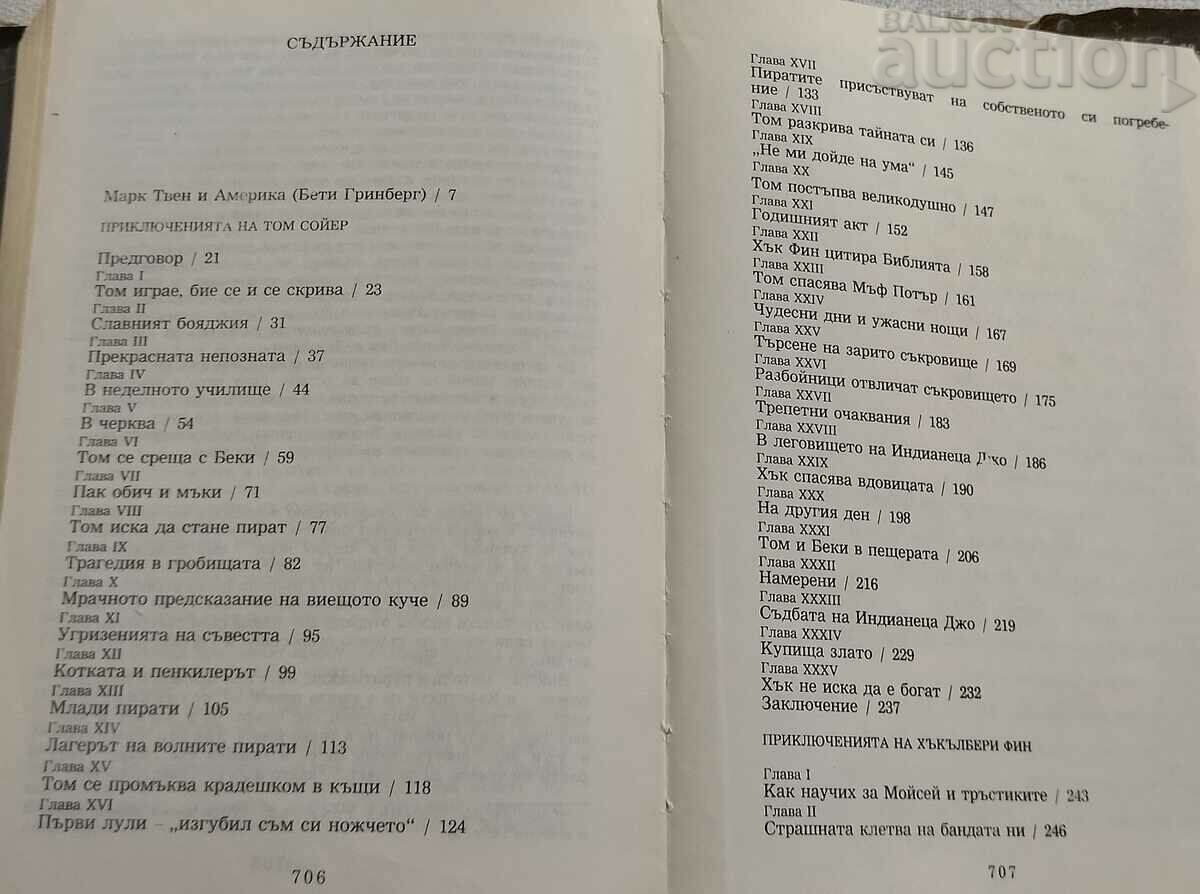 СЪДЪРЖАНИЕ
Марк Твен и Америка (Бети Гринберг) / 7
ПРИКЛЮЧЕНИЯТА НА ТОМ СОЙЕР
Предговор / 21
Глава I
Том играе, бие се и се скрива / 23
Глава II
Славният бояджия / 31
Глава III
Прекрасната непозната / 37
Глава IV
В неделното училище / 44
Глава V
В черква / 54
Глава VI
Том се среща с Беки / 59
Глава VII
Пак обич и мъки / 71
Глава VIII
Том иска да стане пират / 77
Глава IX
Трагедия в гробищата / 82
Глава X
Мрачното предсказание на виещото куче / 89
Глава XI
Угризенията на съвестта / 95
Глава XII
Котката и пенкилерът / 99
Глава XIII
Млади пирати / 105
Глава XIV
Лагерът на волните пирати / 113
Глава XV
Том се промъква крадешком в къщи / 118
Глава XVI
Първи лули – „изгубил съм си ножчето“ / 124
706
BALKAN
auction
Глава XVII
Пиратите присъствуват на собственото си погребе-
ние / 133
Глава XVIII
Том разкрива тайната си / 136
Глава XIX
„Не ми дойде на ума“ / 145
Глава XX
Том постъпва великодушно / 147
Глава XXI
Годишният акт / 152
Глава XXII
Хък Фин цитира Библията / 158
Глава XXIII
Том спасява Мъф Потър / 161
Глава XXIV
Чудесни дни и ужасни нощи / 167
Глава XXV
Търсене на зарито съкровище / 169
Глава XXVI
Разбойници отвличат съкровището / 175
Глава XXVII
Трепетни очаквания / 183
Глава XXVIII
В леговището на Индианеца Джо / 186
Глава XXIX
Хък спасява вдовицата / 190
Глава XXX
На другия ден / 198
Глава XXXI
Том и Беки в пещерата / 206
Глава XXXII
Намерени / 216
Глава XXXIII
Съдбата на Индианеца Джо / 219
Глава XXXIV
Купища злато / 229
Глава XXXV
Хък не иска да е богат / 232
Заключение / 237
ПРИКЛЮЧЕНИЯТА НА ХЪКЪЛБЕРИ ФИН
Глава I
Как научих за Мойсей и тръстиките / 243
Глава II
Страшната клетва на бандата ни / 246
707